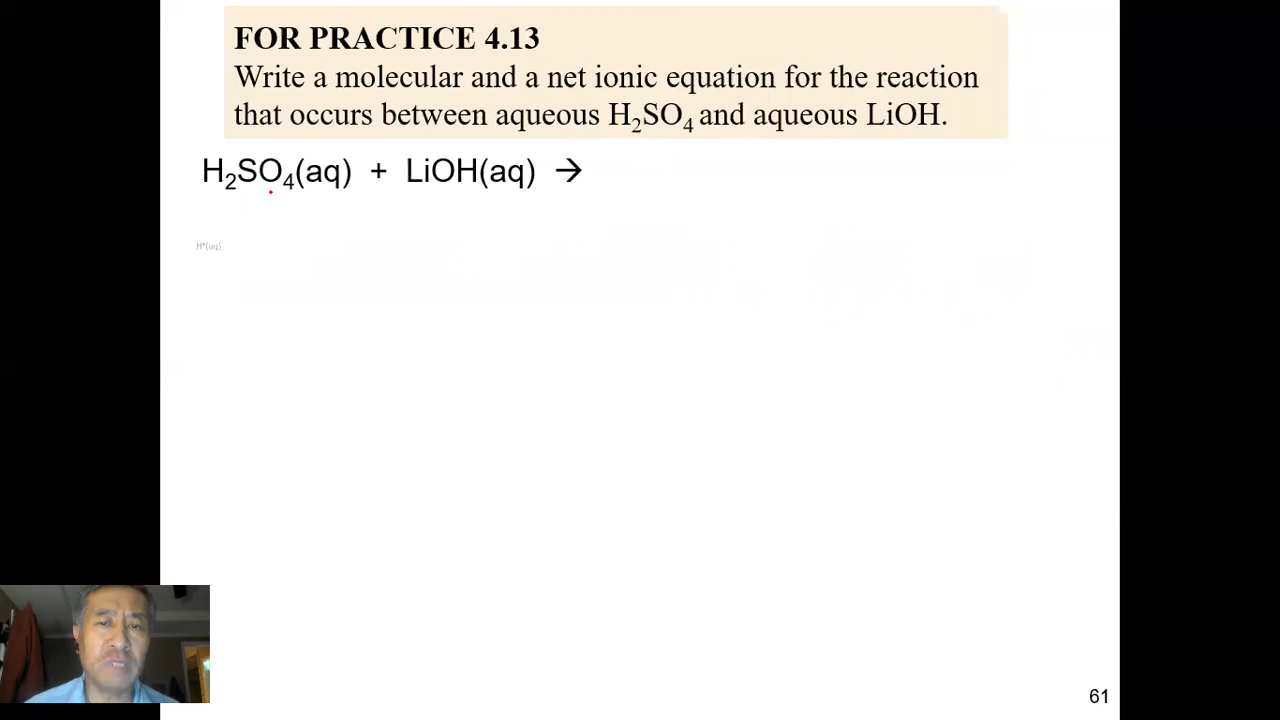 FOR PRACTICE 4.13
Write a molecular and a net ionic equation for the reaction
that occurs between aqueous H₂SO₄ and aqueous LiOH.
H₂SO₄(aq) + LiOH(aq) →
H⁺(aq)
61